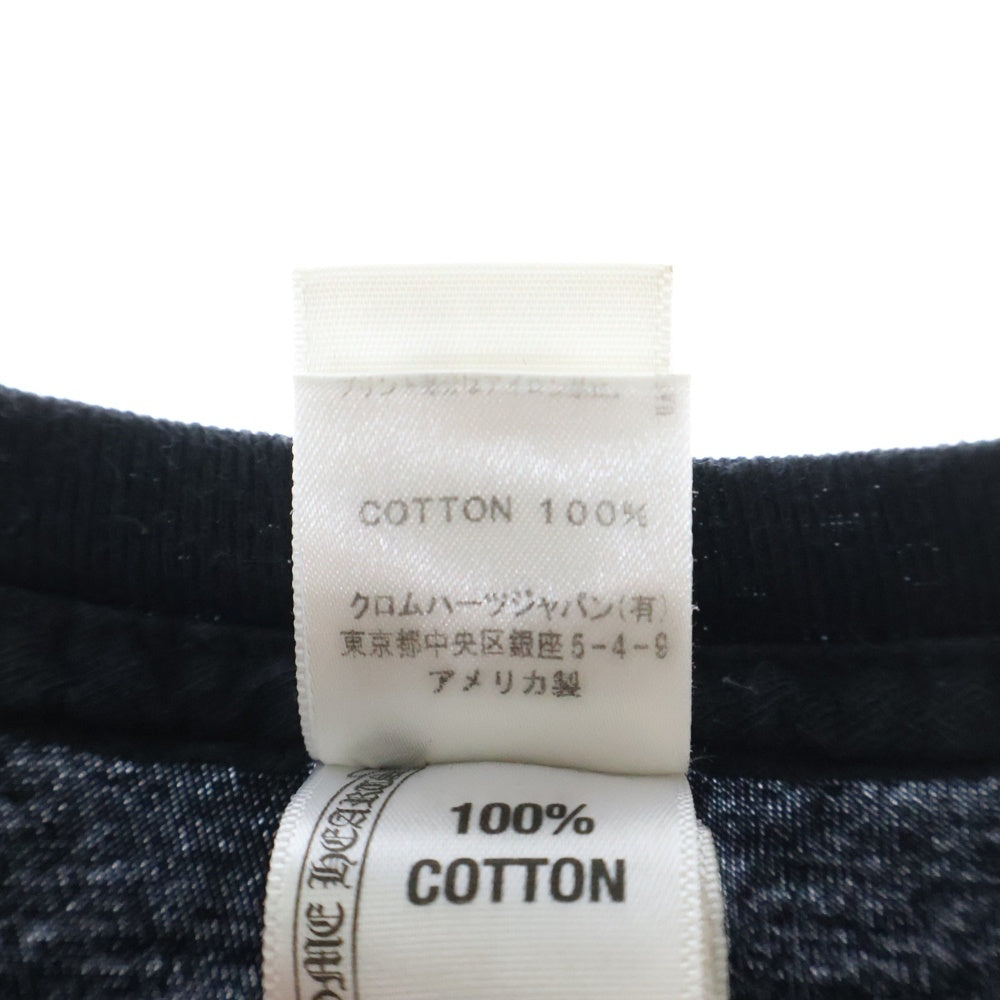 COTTON 100%
クロムハーツジャパン(有)
東京都中央区銀座5-4-9
アメリカ製
100%
COTTON